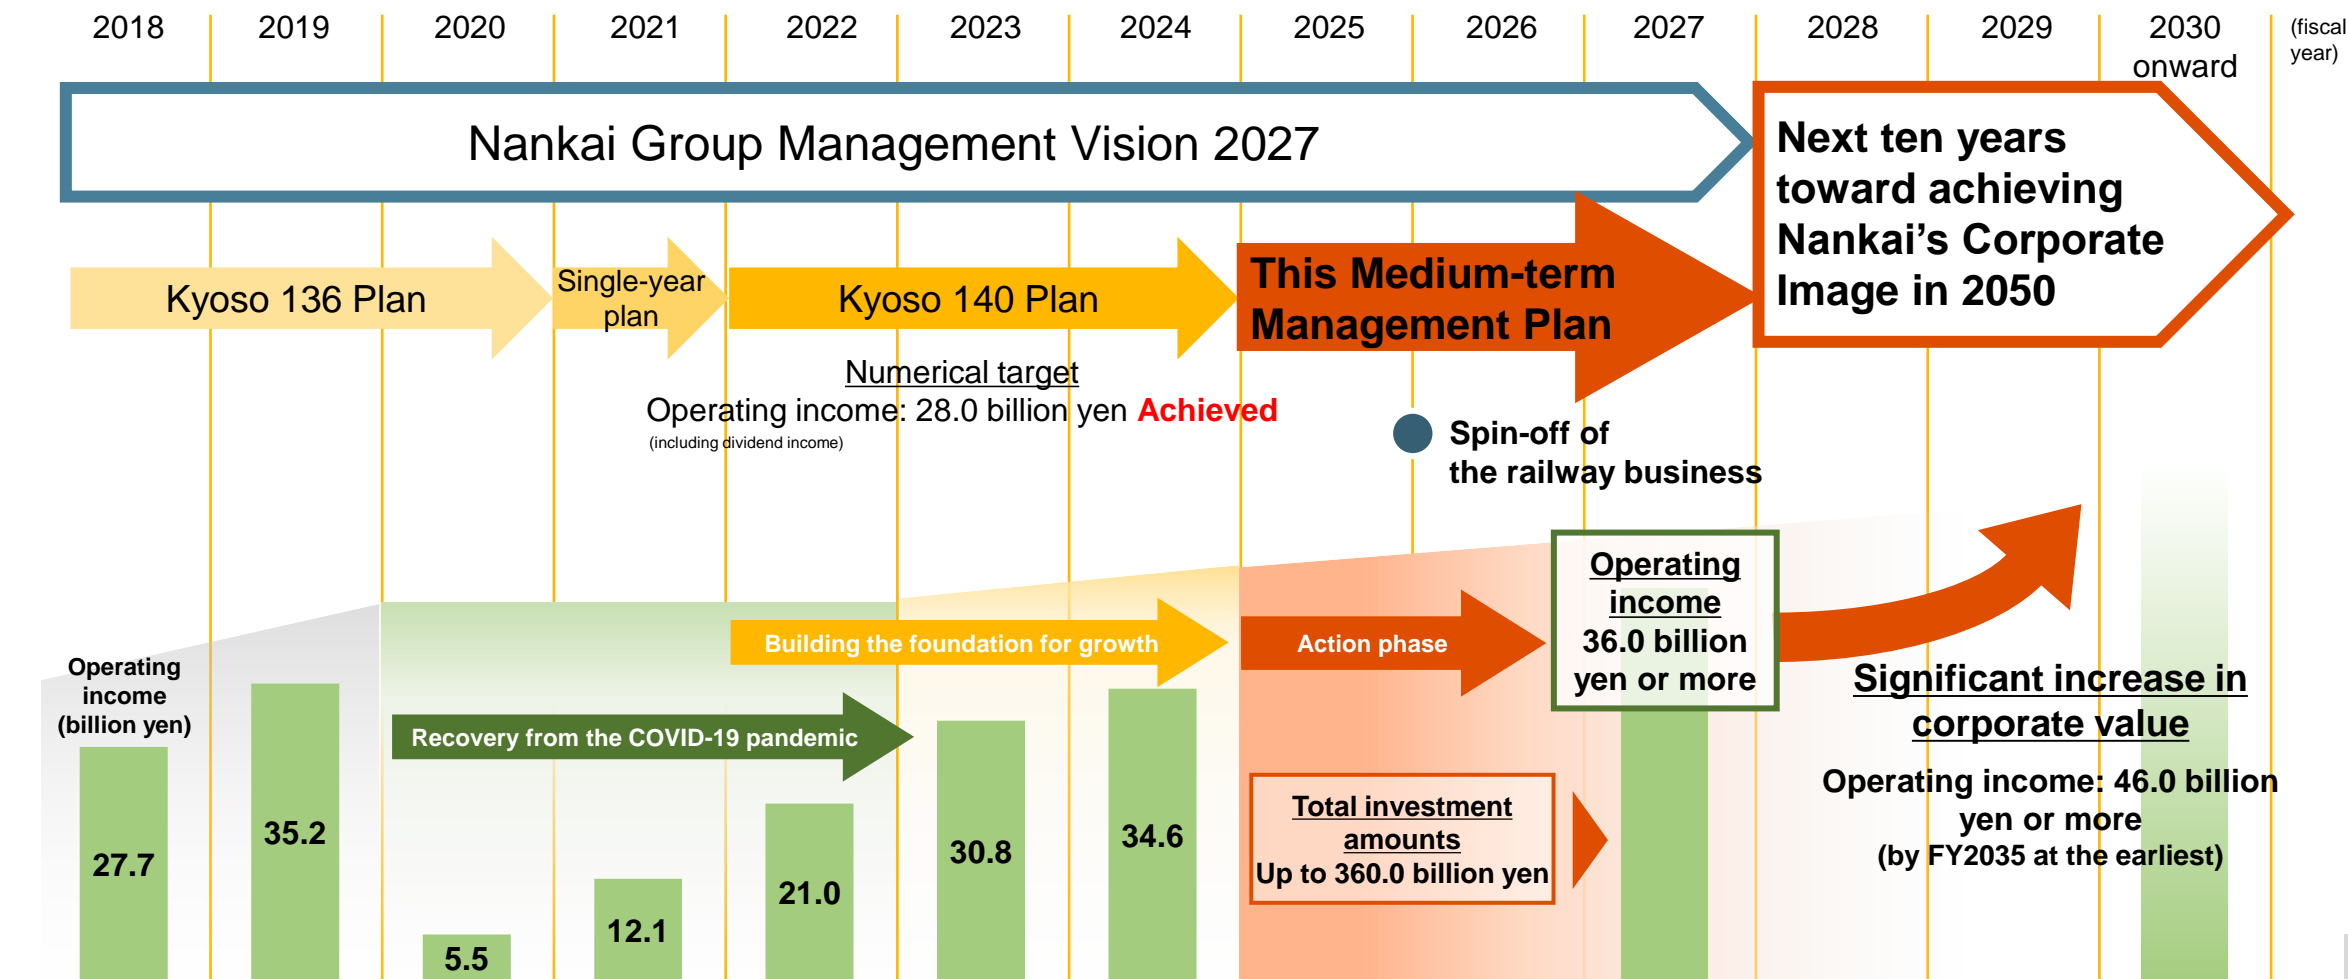 2018 2019 2020 2021 2022 2023 2024 2025 2026 2027 2028 2029 2030 onward (fiscal year)
Nankai Group Management Vision 2027
Next ten years
toward achieving
Nankai's Corporate
Image in 2050
Kyoso 136 Plan
Single-year
plan
Kyoso 140 Plan
This Medium-term
Management Plan
Numerical target
Operating income: 28.0 billion yen Achieved
(including dividend income)
Spin-off of
the railway business
Operating
income
(billion yen)
Building the foundation for growth
Recovery from the COVID-19 pandemic
Action phase
Operating
income
36.0 billion
yen or more
Total investment
amounts
Up to 360.0 billion yen
Significant increase in
corporate value
Operating income: 46.0 billion
yen or more
(by FY2035 at the earliest)
27.7
35.2
5.5
12.1
21.0
30.8
34.6